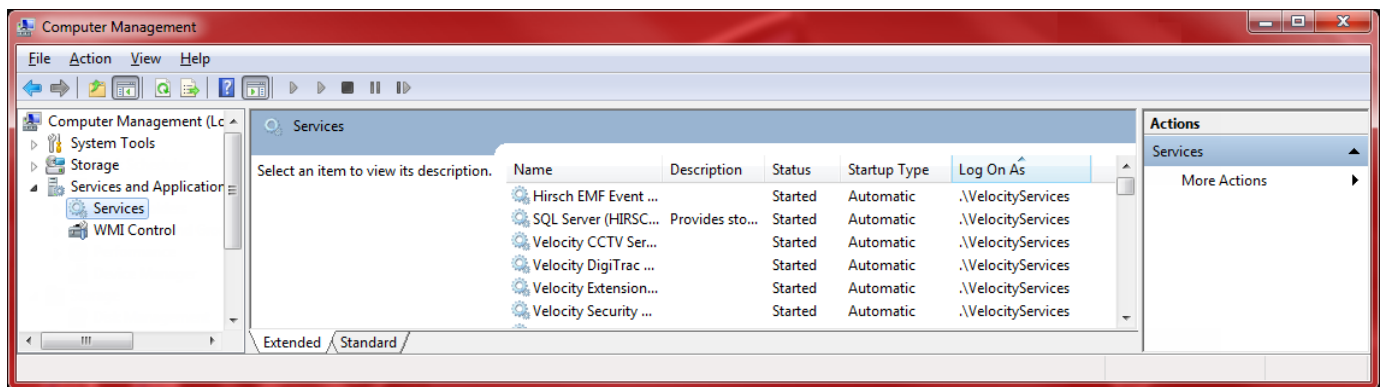 Computer Management
File Action View Help
Computer Management (Lc
System Tools
Storage
Services and Application
Services
WMI Control
Services
Select an item to view its description.
Name Description Status Startup Type Log On As
Hirsch EMF Event ... Started Automatic .\VelocityServices
SQL Server (HIRSC... Provides sto... Started Automatic .\VelocityServices
Velocity CCTV Ser... Started Automatic .\VelocityServices
Velocity DigiTrac ... Started Automatic .\VelocityServices
Velocity Extension... Started Automatic .\VelocityServices
Velocity Security ... Started Automatic .\VelocityServices
Extended Standard
Actions
Services
More Actions